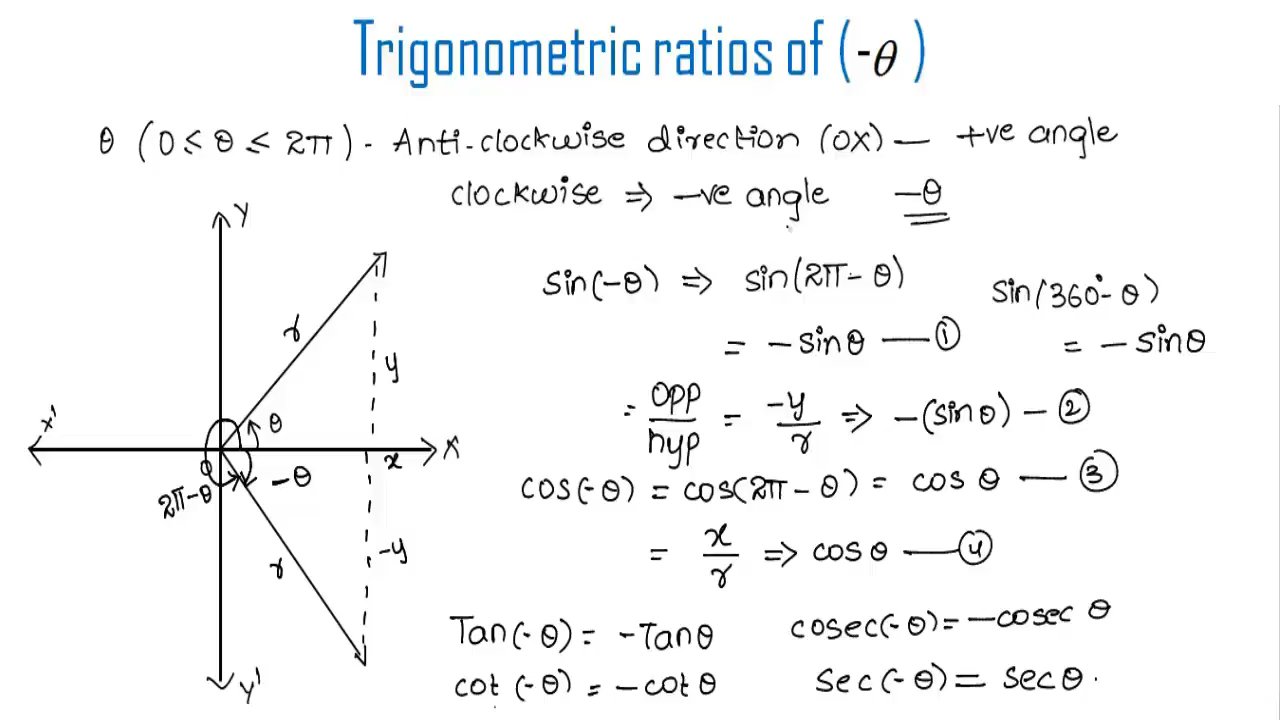 Trigonometric ratios of (-θ)
θ (0 ≤ θ ≤ 2π) - Anti-clockwise direction (OX) — +ve angle
clockwise ⇒ -ve angle -θ
Y
sin(-θ) ⇒ sin(2π - θ) sin(360° - θ)
= - sinθ — ① = - sinθ
r
y
= opp/hyp = -y/r ⇒ -(sinθ) - ②
X' θ
O x X
2π-θ -θ
cos(-θ) = cos(2π - θ) = cos θ — ③
= x/r ⇒ cosθ — ④
r -y
Tan(-θ) = -Tanθ cosec(-θ) = -cosec θ
cot(-θ) = -cotθ sec(-θ) = secθ.
Y'